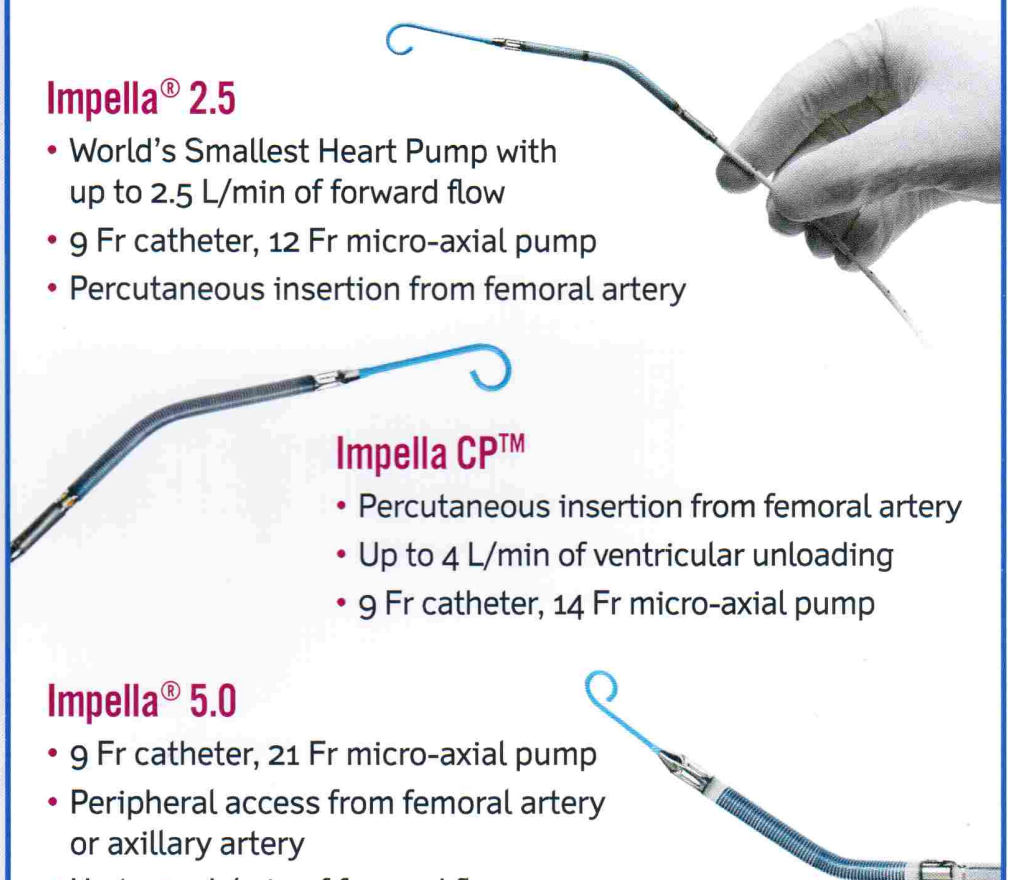 Impella® 2.5
• World's Smallest Heart Pump with
up to 2.5 L/min of forward flow
• 9 Fr catheter, 12 Fr micro-axial pump
• Percutaneous insertion from femoral artery
Impella CP™
• Percutaneous insertion from femoral artery
• Up to 4 L/min of ventricular unloading
• 9 Fr catheter, 14 Fr micro-axial pump
Impella® 5.0
• 9 Fr catheter, 21 Fr micro-axial pump
• Peripheral access from femoral artery
or axillary artery